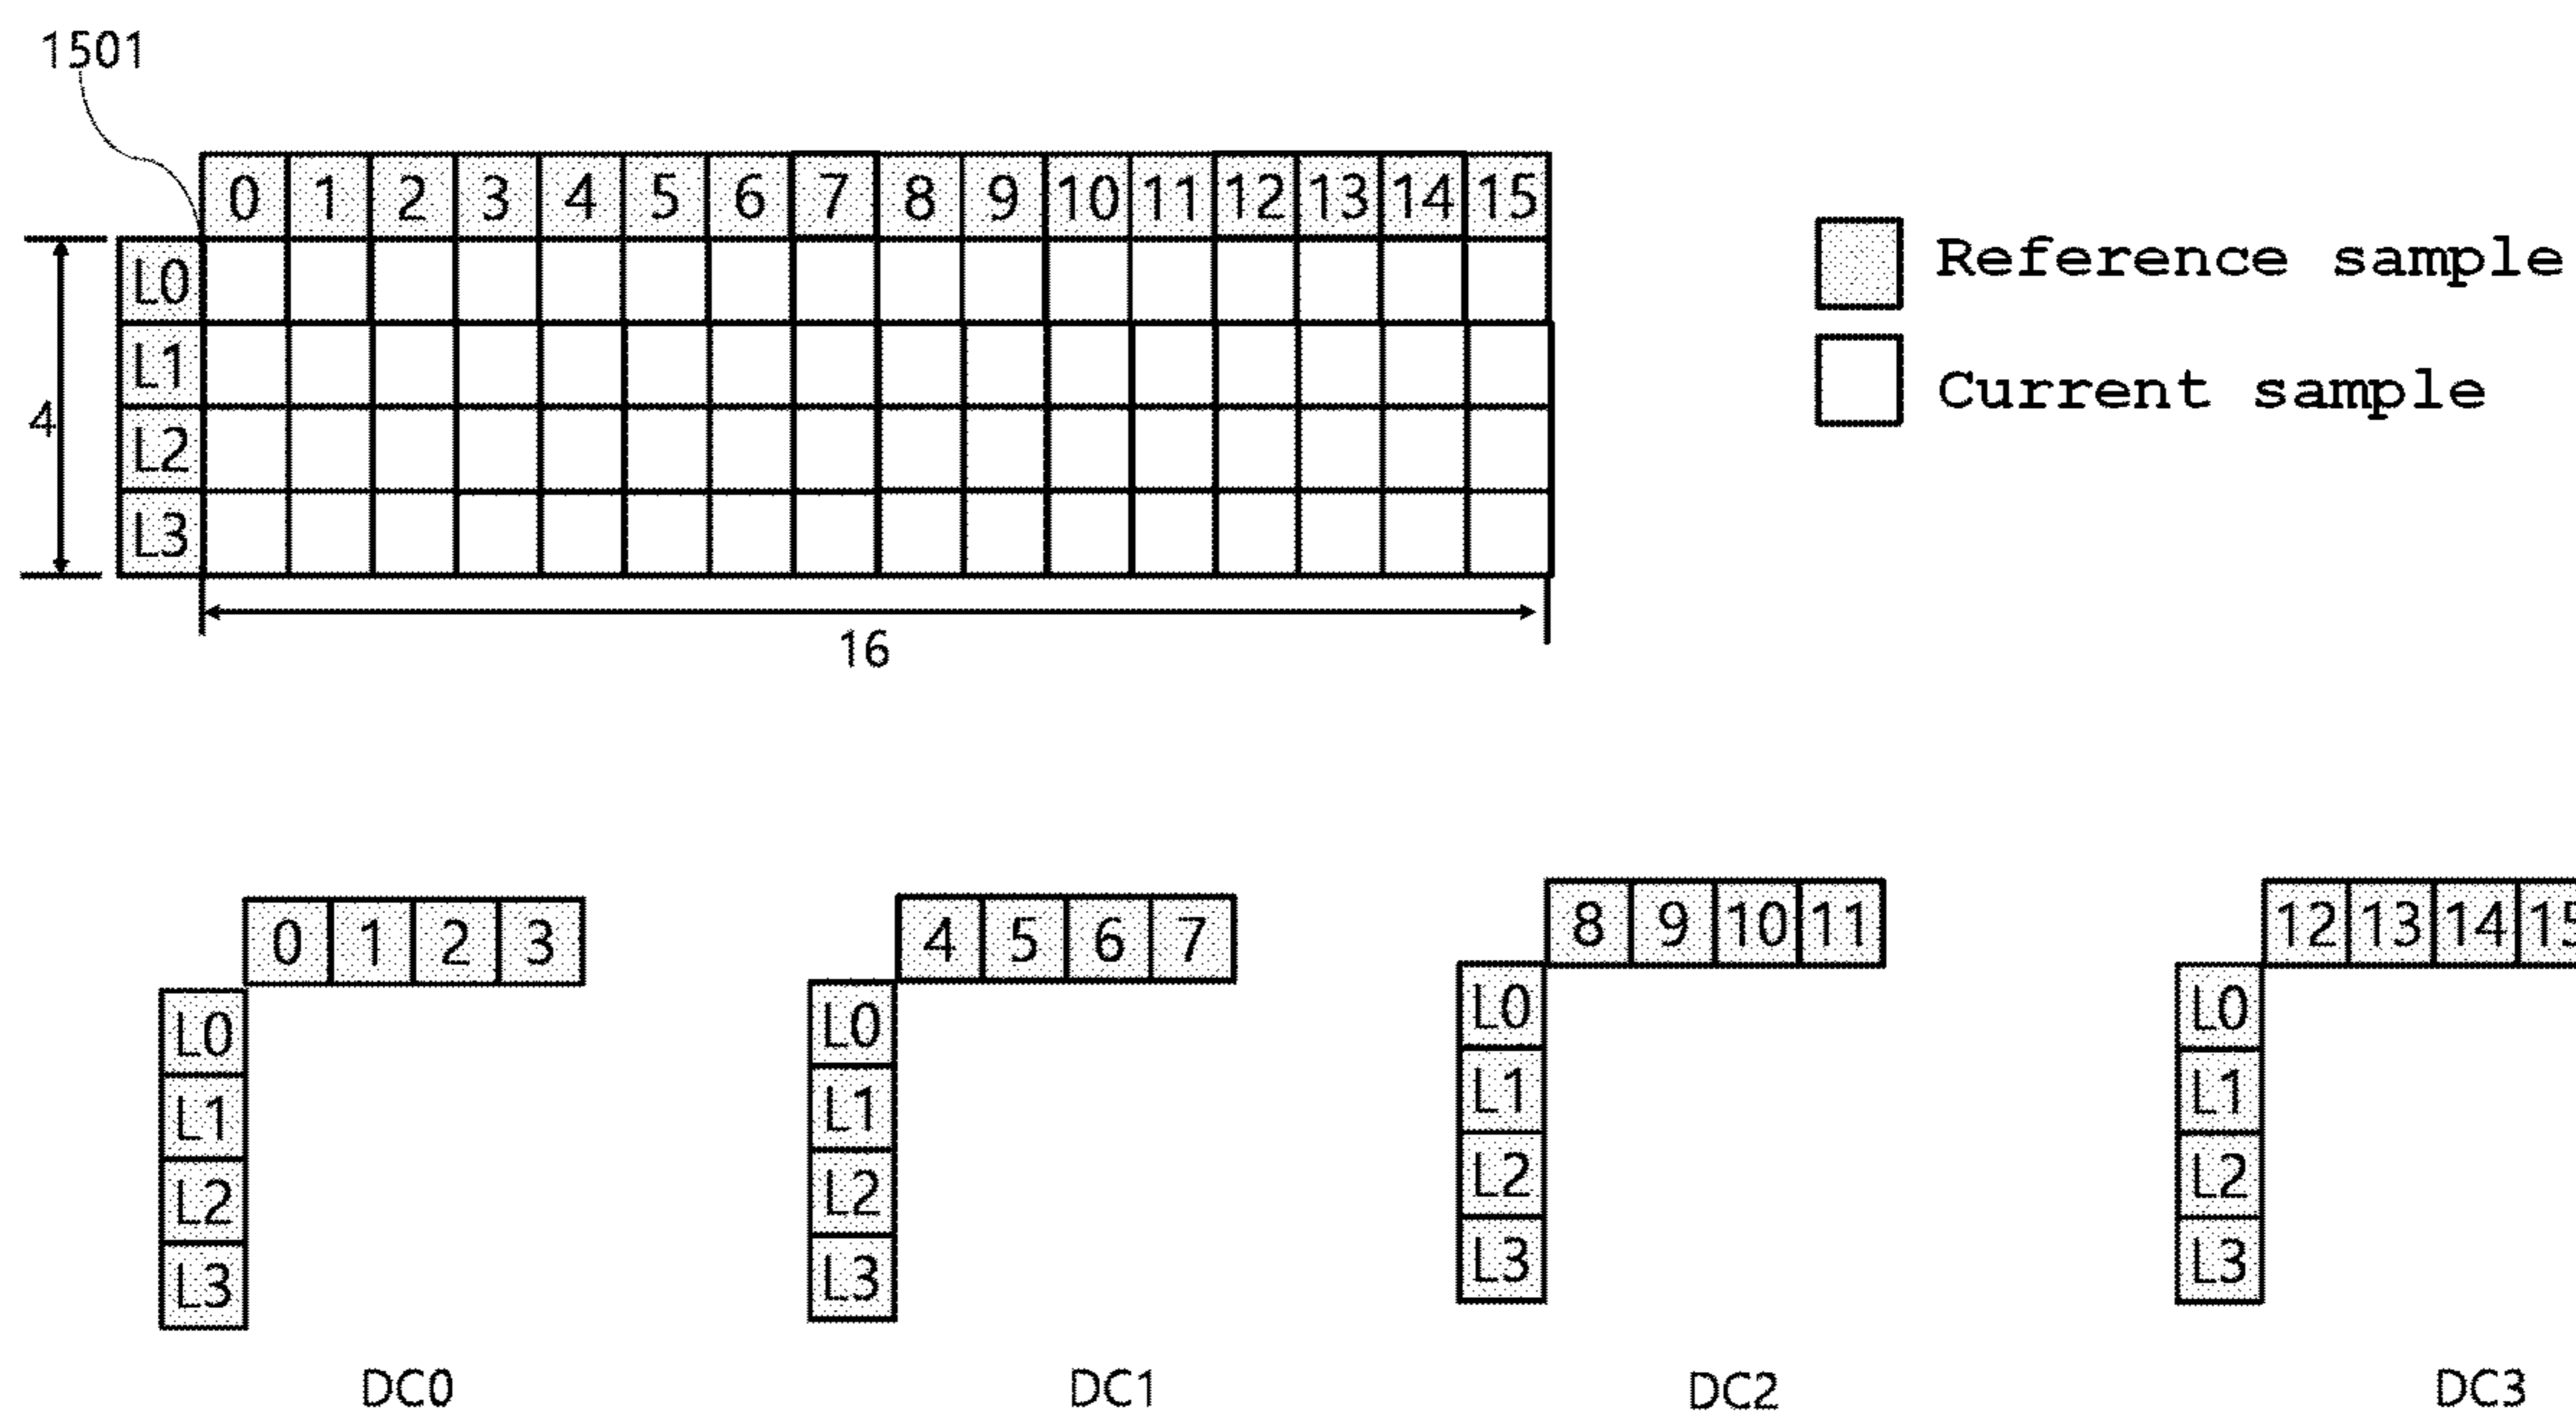 1501
0 1 2 3 4 5 6 7 8 9 10 11 12 13 14 15
L0
L1
L2
L3
4
16
Reference sample
Current sample
0 1 2 3
L0
L1
L2
L3
DC0
4 5 6 7
L0
L1
L2
L3
DC1
8 9 10 11
L0
L1
L2
L3
DC2
12 13 14 15
L0
L1
L2
L3
DC3